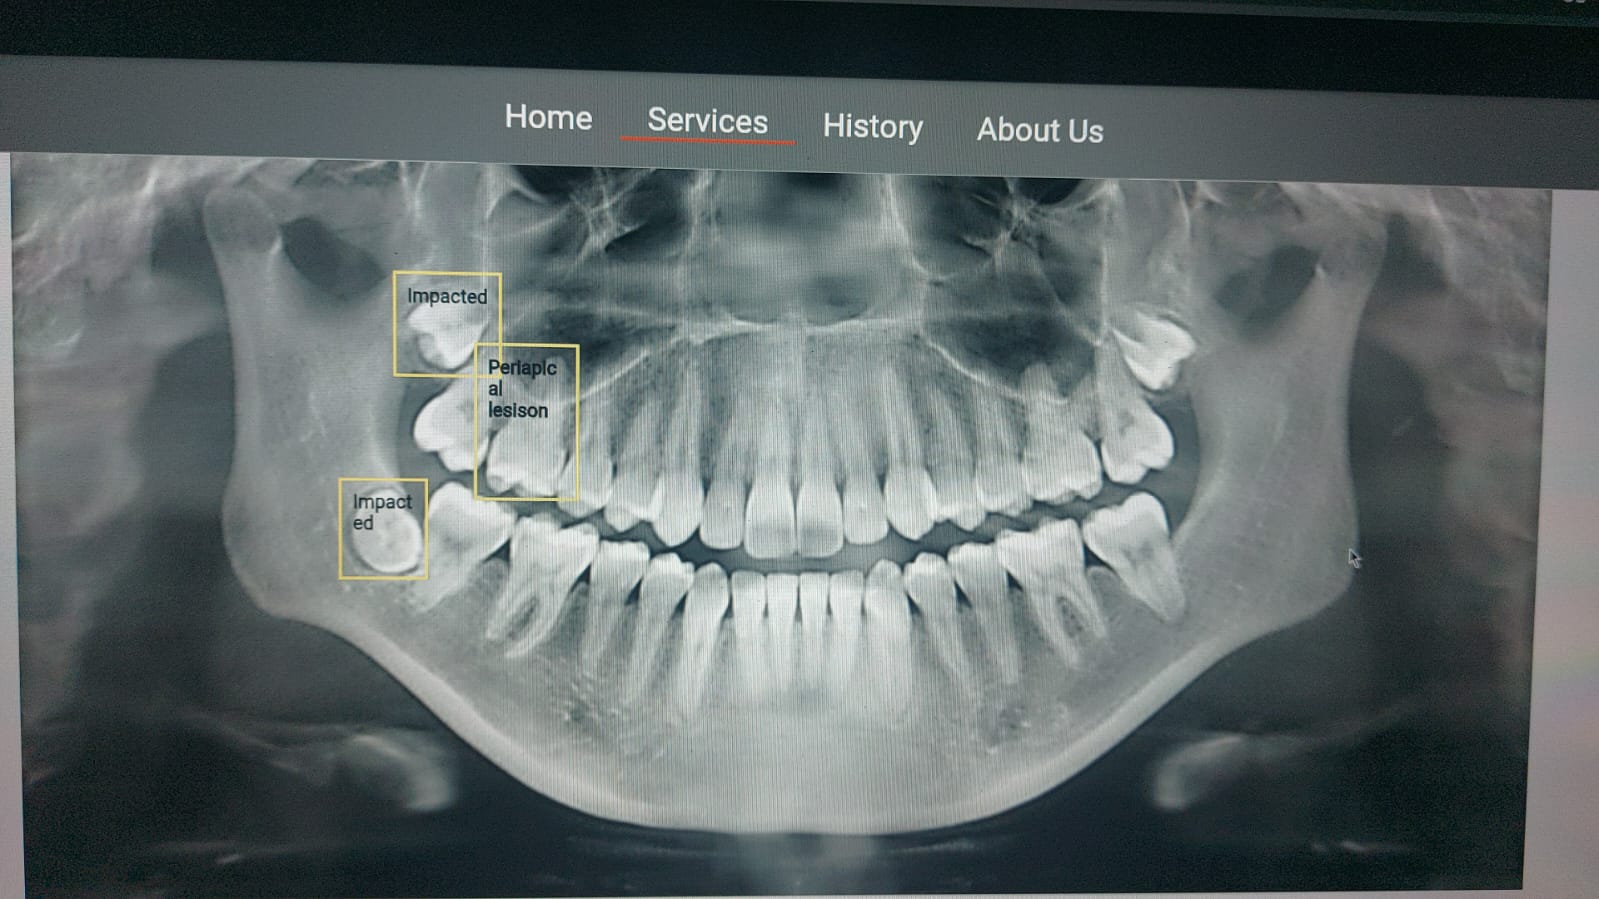 Home Services History About Us
Impacted
Periapic
al
lesison
Impact
ed